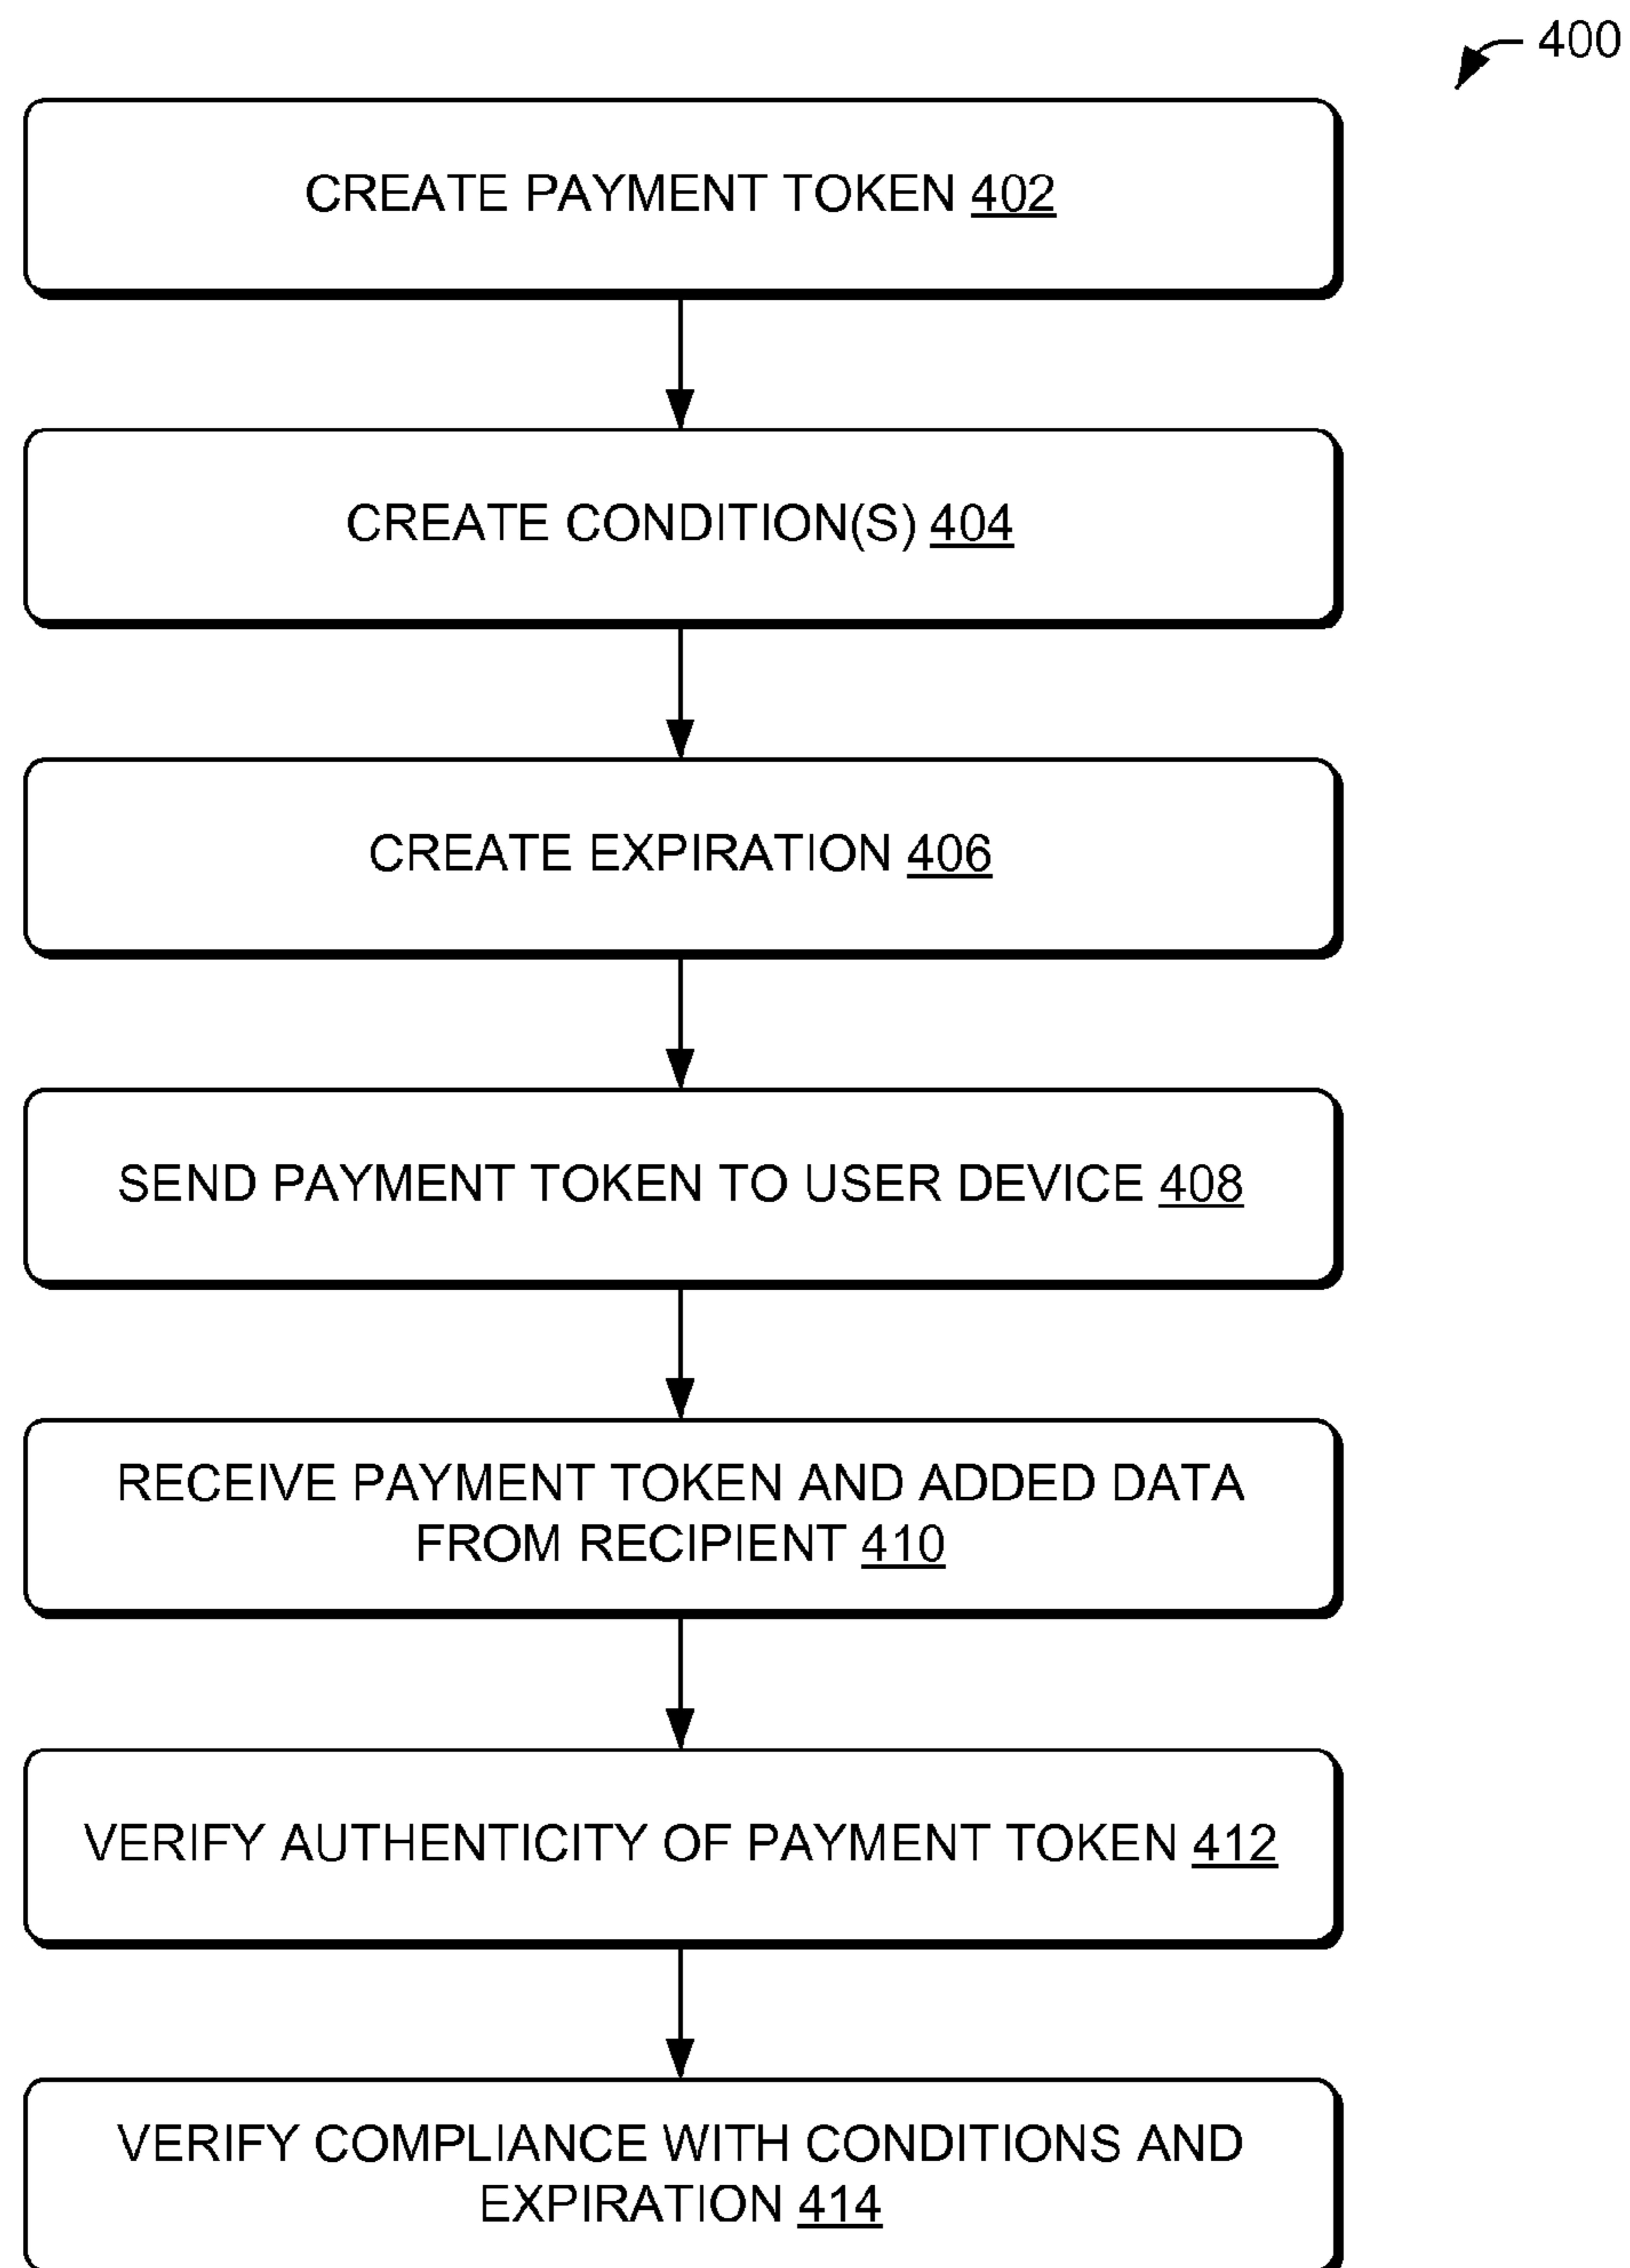 400
CREATE PAYMENT TOKEN 402
CREATE CONDITION(S) 404
CREATE EXPIRATION 406
SEND PAYMENT TOKEN TO USER DEVICE 408
RECEIVE PAYMENT TOKEN AND ADDED DATA
FROM RECIPIENT 410
VERIFY AUTHENTICITY OF PAYMENT TOKEN 412
VERIFY COMPLIANCE WITH CONDITIONS AND
EXPIRATION 414